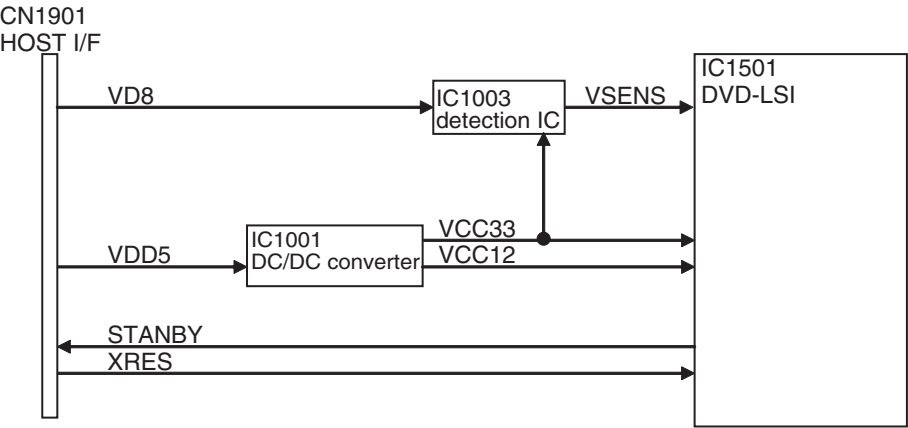 CN1901
HOST I/F
VD8
IC1003
detection IC
VSENS
IC1501
DVD-LSI
VDD5
IC1001
DC/DC converter
VCC33
VCC12
STANBY
XRES